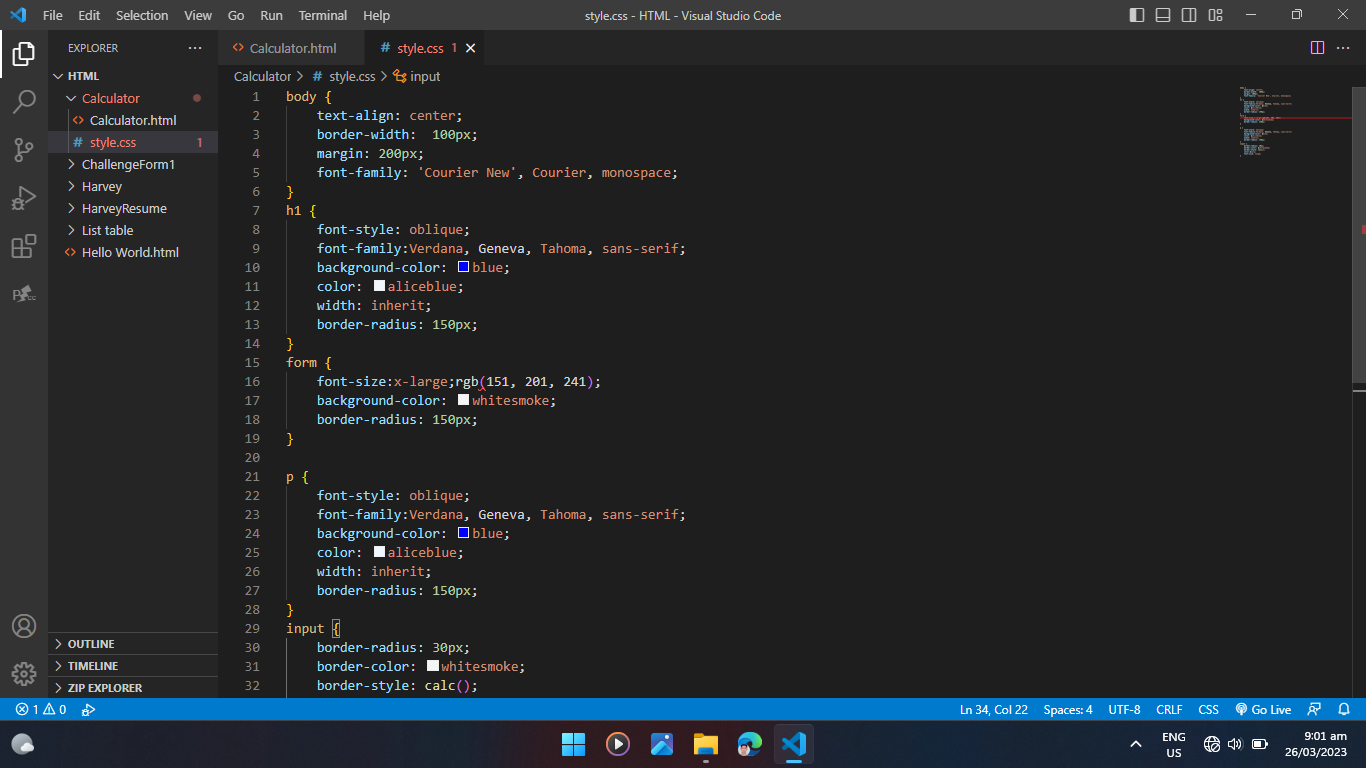 File Edit Selection View Go Run Terminal Help style.css - HTML - Visual Studio Code
EXPLORER
HTML
Calculator
Calculator.html
style.css 1
ChallengeForm1
Harvey
HarveyResume
List table
Hello World.html
OUTLINE
TIMELINE
ZIP EXPLORER
Calculator.html # style.css 1
Calculator > # style.css > input
1 body {
2 text-align: center;
3 border-width:  100px;
4 margin: 200px;
5 font-family: 'Courier New', Courier, monospace;
6 }
7 h1 {
8 font-style: oblique;
9 font-family:Verdana, Geneva, Tahoma, sans-serif;
10 background-color: blue;
11 color: aliceblue;
12 width: inherit;
13 border-radius: 150px;
14 }
15 form {
16 font-size:x-large;rgb(151, 201, 241);
17 background-color: whitesmoke;
18 border-radius: 150px;
19 }
20
21 p {
22 font-style: oblique;
23 font-family:Verdana, Geneva, Tahoma, sans-serif;
24 background-color: blue;
25 color: aliceblue;
26 width: inherit;
27 border-radius: 150px;
28 }
29 input {
30 border-radius: 30px;
31 border-color: whitesmoke;
32 border-style: calc();
1 0 Ln 34, Col 22 Spaces: 4 UTF-8 CRLF CSS Go Live
ENG
US
9:01 am
26/03/2023